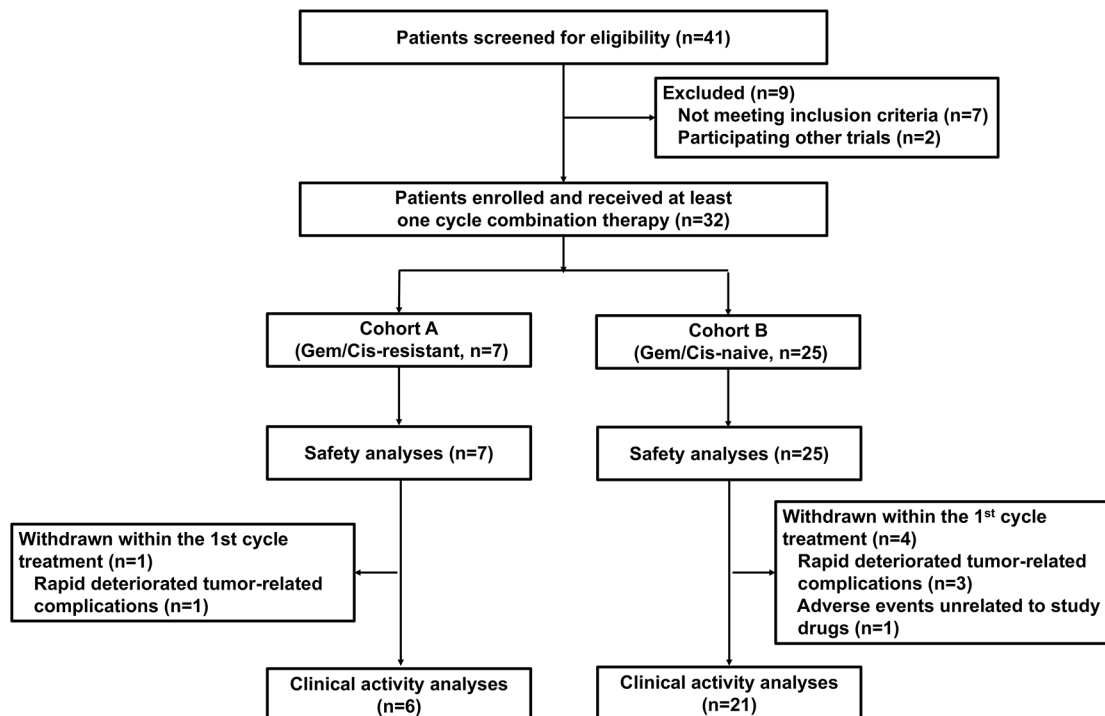 Patients screened for eligibility (n=41)
Excluded (n=9)
Not meeting inclusion criteria (n=7)
Participating other trials (n=2)
Patients enrolled and received at least
one cycle combination therapy (n=32)
Cohort A
(Gem/Cis-resistant, n=7)
Cohort B
(Gem/Cis-naive, n=25)
Safety analyses (n=7)
Safety analyses (n=25)
Withdrawn within the 1st cycle
treatment (n=1)
Rapid deteriorated tumor-related
complications (n=1)
Withdrawn within the 1st cycle
treatment (n=4)
Rapid deteriorated tumor-related
complications (n=3)
Adverse events unrelated to study
drugs (n=1)
Clinical activity analyses
(n=6)
Clinical activity analyses
(n=21)